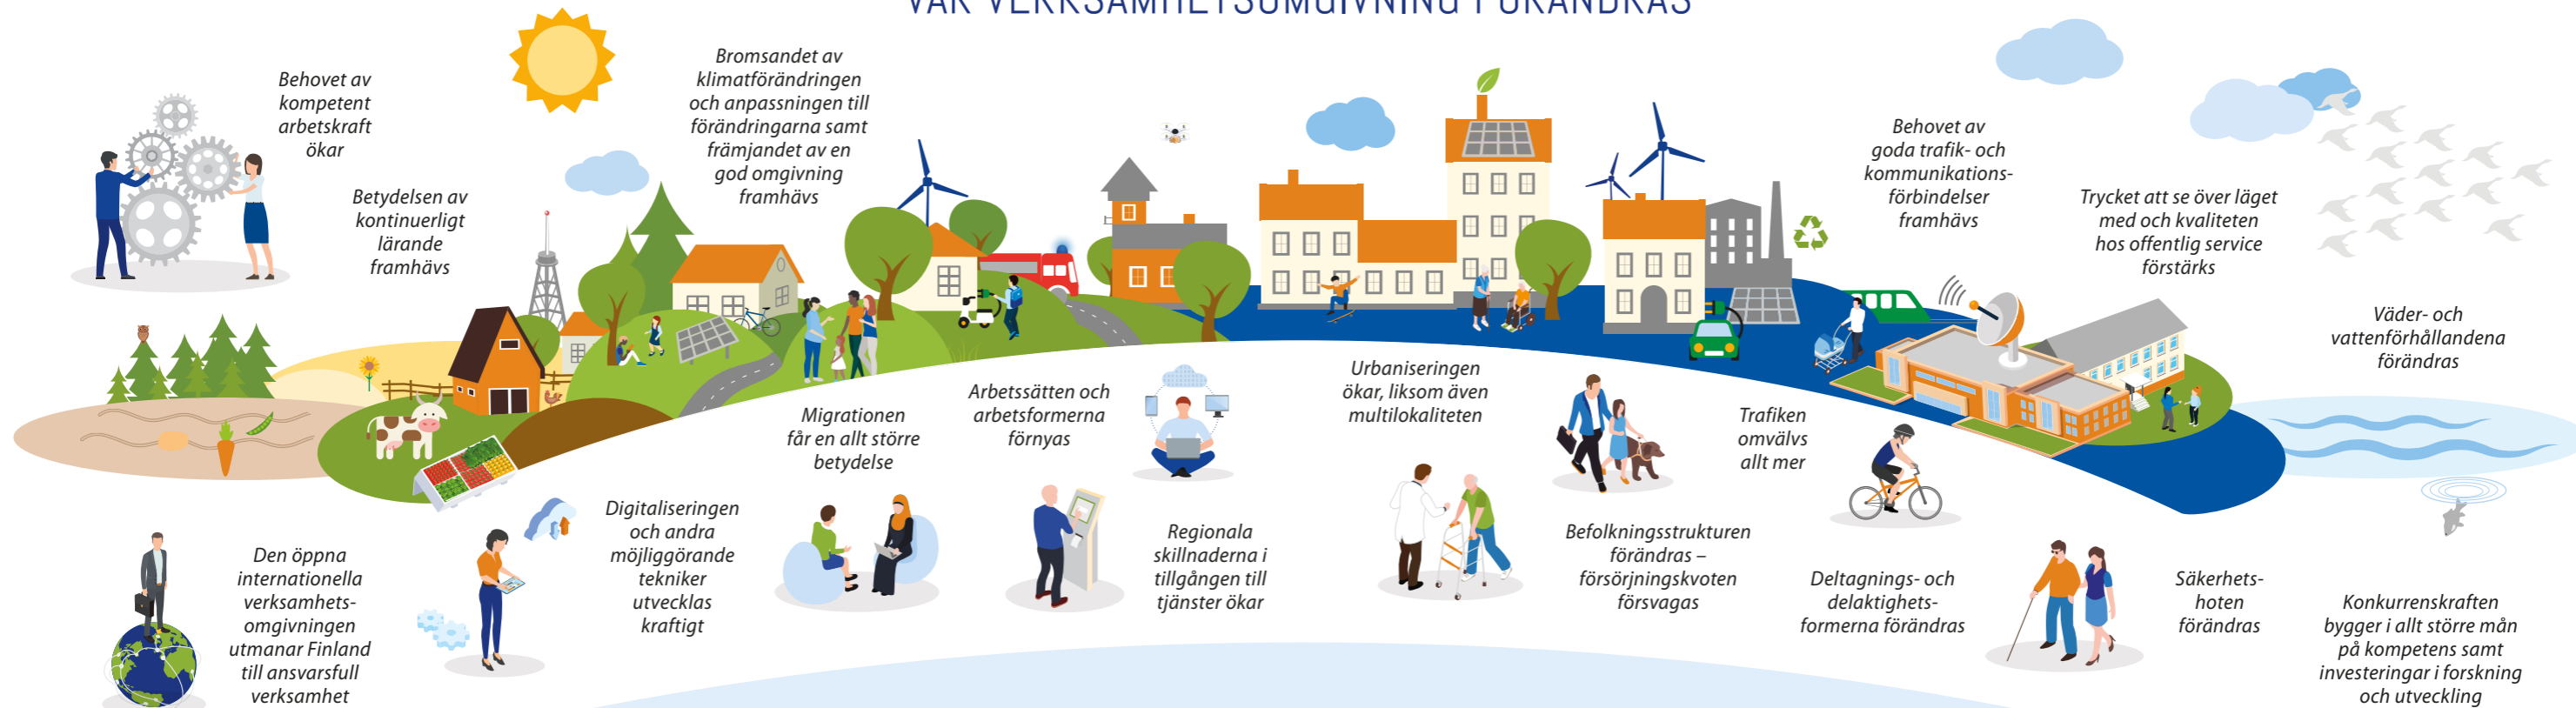 VÅR VERKSAMHETSOMGIVNING FÖRÄNDRAS
Behovet av
kompetent
arbetskraft
ökar
Betydelsen av
kontinuerligt
lärande
framhävs
Bromsandet av
klimatförändringen
och anpassningen till
förändringarna samt
främjandet av en
god omgivning
framhävs
Behovet av
goda trafik- och
kommunikations-
förbindelser
framhävs
Trycket att se över läget
med och kvaliteten
hos offentlig service
förstärks
Väder- och
vattenförhållandena
förändras
Migrationen
får en allt större
betydelse
Arbetssätten och
arbetsformerna
förnyas
Urbaniseringen
ökar, liksom även
multilokaliteten
Trafiken
omvälvs
allt mer
Den öppna
internationella
verksamhets-
omgivningen
utmanar Finland
till ansvarsfull
verksamhet
Digitaliseringen
och andra
möjliggörande
tekniker
utvecklas
kraftigt
Regionala
skillnaderna i
tillgången till
tjänster ökar
Befolkningsstrukturen
förändras –
försörjningskvoten
försvagas
Deltagnings- och
delaktighets-
formerna förändras
Säkerhets-
hoten
förändras
Konkurrenskraften
bygger i allt större mån
på kompetens samt
investeringar i forskning
och utveckling